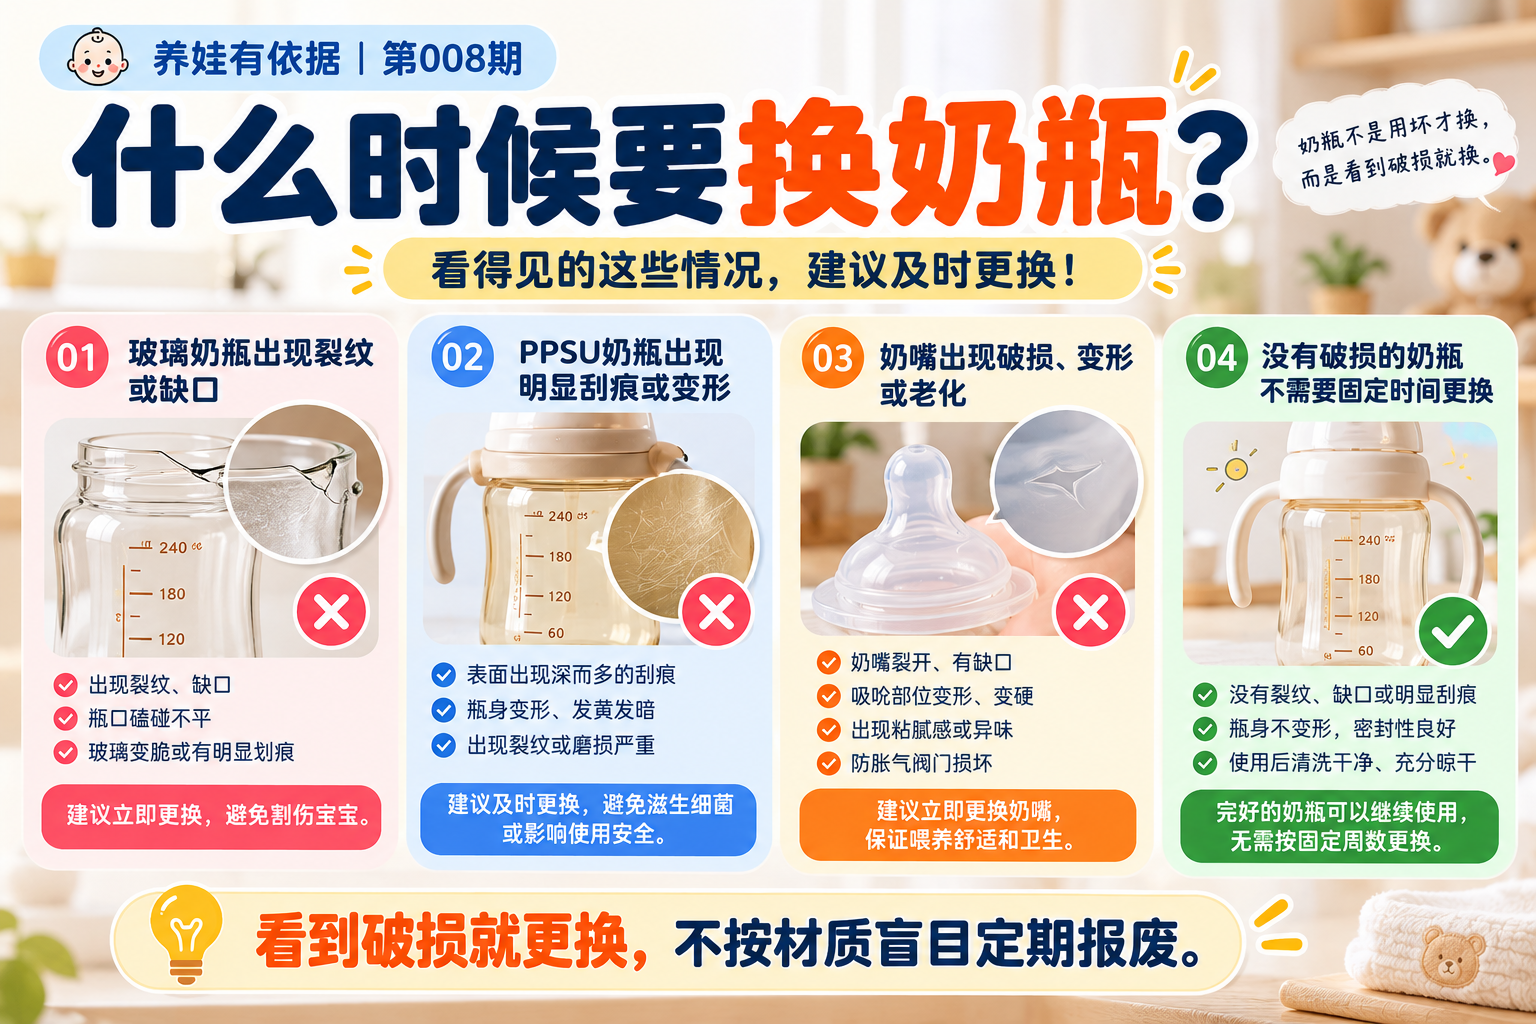 养娃有依据｜第008期
什么时候要换奶瓶？
奶瓶不是用坏才换，
而是看到破损就换。
看得见的这些情况，建议及时更换！
01 玻璃奶瓶出现裂纹
或缺口
240
180
120
出现裂纹、缺口
瓶口磕碰不平
玻璃变脆或有明显划痕
建议立即更换，避免割伤宝宝。
02 PPSU奶瓶出现
明显刮痕或变形
240
180
120
60
表面出现深而多的刮痕
瓶身变形、发黄发暗
出现裂纹或磨损严重
建议及时更换，避免滋生细菌
或影响使用安全。
03 奶嘴出现破损、变形
或老化
奶嘴裂开、有缺口
吸吮部位变形、变硬
出现粘腻感或异味
防胀气阀门损坏
建议立即更换奶嘴，
保证喂养舒适和卫生。
04 没有破损的奶瓶
不需要固定时间更换
240
180
120
60
没有裂纹、缺口或明显刮痕
瓶身不变形，密封性良好
使用后清洗干净、充分晾干
完好的奶瓶可以继续使用，
无需按固定周数更换。
看到破损就更换，不按材质盲目定期报废。